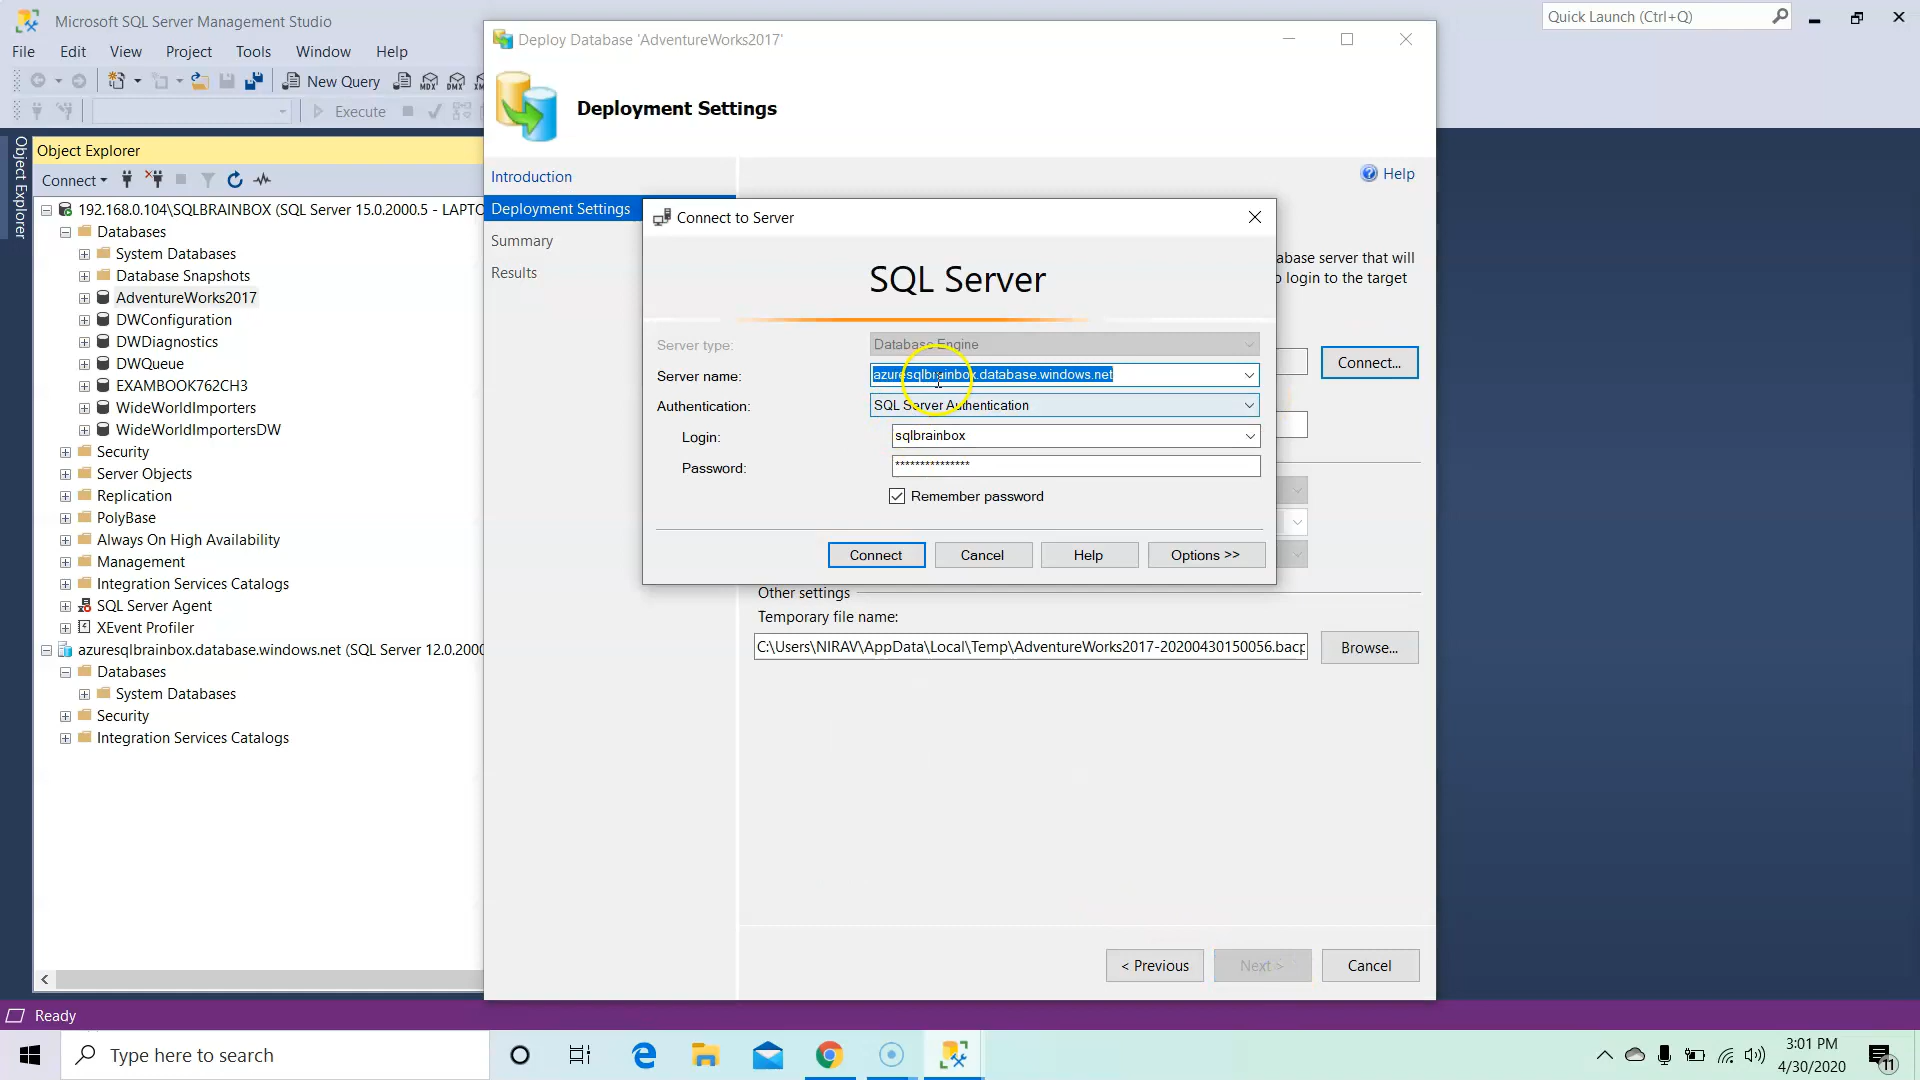 Microsoft SQL Server Management Studio
Quick Launch (Ctrl+Q)
File Edit View Project Tools Window Help
New Query
MDX DMX
Execute
Object Explorer
Object Explorer
Connect
192.168.0.104\SQLBRAINBOX (SQL Server 15.0.2000.5 - LAPTO
Databases
System Databases
Database Snapshots
AdventureWorks2017
DWConfiguration
DWDiagnostics
DWQueue
EXAMBOOK762CH3
WideWorldImporters
WideWorldImportersDW
Security
Server Objects
Replication
PolyBase
Always On High Availability
Management
Integration Services Catalogs
SQL Server Agent
XEvent Profiler
azuresqlbrainbox.database.windows.net (SQL Server 12.0.2000
Databases
System Databases
Security
Integration Services Catalogs
Deploy Database 'AdventureWorks2017'
Deployment Settings
Introduction
Deployment Settings
Summary
Results
Help
abase server that will
o login to the target
Connect...
Connect to Server
SQL Server
Server type: Database Engine
Server name: azuresqlbrainbox.database.windows.net
Authentication: SQL Server Authentication
Login: sqlbrainbox
Password: ***************
Remember password
Connect Cancel Help Options >>
Other settings
Temporary file name:
C:\Users\NIRAV\AppData\Local\Temp\AdventureWorks2017-20200430150056.bacp
Browse...
< Previous Next > Cancel
Ready
Type here to search
3:01 PM
4/30/2020
11